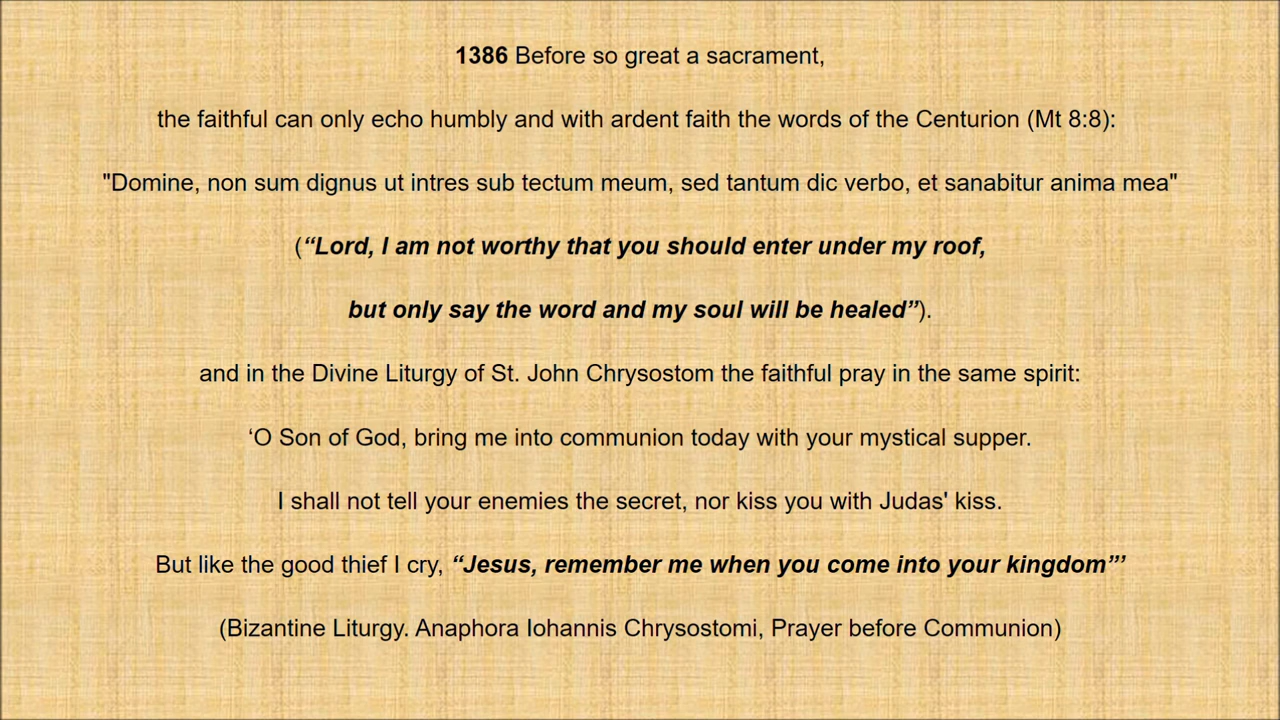 1386 Before so great a sacrament,
the faithful can only echo humbly and with ardent faith the words of the Centurion (Mt 8:8):
"Domine, non sum dignus ut intres sub tectum meum, sed tantum dic verbo, et sanabitur anima mea"
(“Lord, I am not worthy that you should enter under my roof,
but only say the word and my soul will be healed”).
and in the Divine Liturgy of St. John Chrysostom the faithful pray in the same spirit:
‘O Son of God, bring me into communion today with your mystical supper.
I shall not tell your enemies the secret, nor kiss you with Judas' kiss.
But like the good thief I cry, “Jesus, remember me when you come into your kingdom”’
(Bizantine Liturgy. Anaphora Iohannis Chrysostomi, Prayer before Communion)